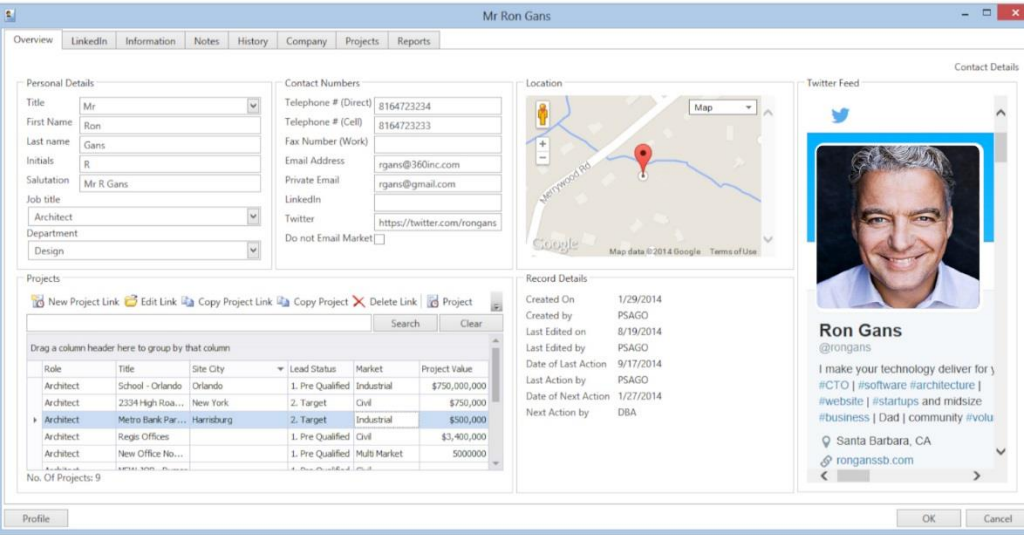 Mr Ron Gans
Overview LinkedIn Information Notes History Company Projects Reports
Contact Details
Personal Details
Title Mr
First Name Ron
Last name Gans
Initials R
Salutation Mr R Gans
Job title
Architect
Department
Design
Contact Numbers
Telephone # (Direct) 8164723234
Telephone # (Cell) 8164723233
Fax Number (Work)
Email Address rgans@360inc.com
Private Email rgans@gmail.com
LinkedIn
Twitter https://twitter.com/rongans
Do not Email Market
Location
Map
+
−
Merrywood Rd
Google Map data ©2014 Google Terms of Use
Projects
New Project Link Edit Link Copy Project Link Copy Project Delete Link Project
Search Clear
Drag a column header here to group by that column
Role Title Site City Lead Status Market Project Value
Architect School - Orlando Orlando 1. Pre Qualified Industrial $750,000,000
Architect 2334 High Roa... New York 2. Target Civil $750,000
Architect Metro Bank Par... Harrisburg 2. Target Industrial $500,000
Architect Regis Offices 1. Pre Qualified Civil $3,400,000
Architect New Office No... 1. Pre Qualified Multi Market 5000000
No. Of Projects: 9
Record Details
Created On 1/29/2014
Created by PSAGO
Last Edited on 8/19/2014
Last Edited by PSAGO
Date of Last Action 9/17/2014
Last Action by PSAGO
Date of Next Action 1/27/2014
Next Action by DBA
Twitter Feed
Ron Gans
@rongans
I make your technology deliver for y
#CTO | #software #architecture |
#website | #startups and midsize
#business | Dad | community #volu
Santa Barbara, CA
ronganssb.com
Profile OK Cancel